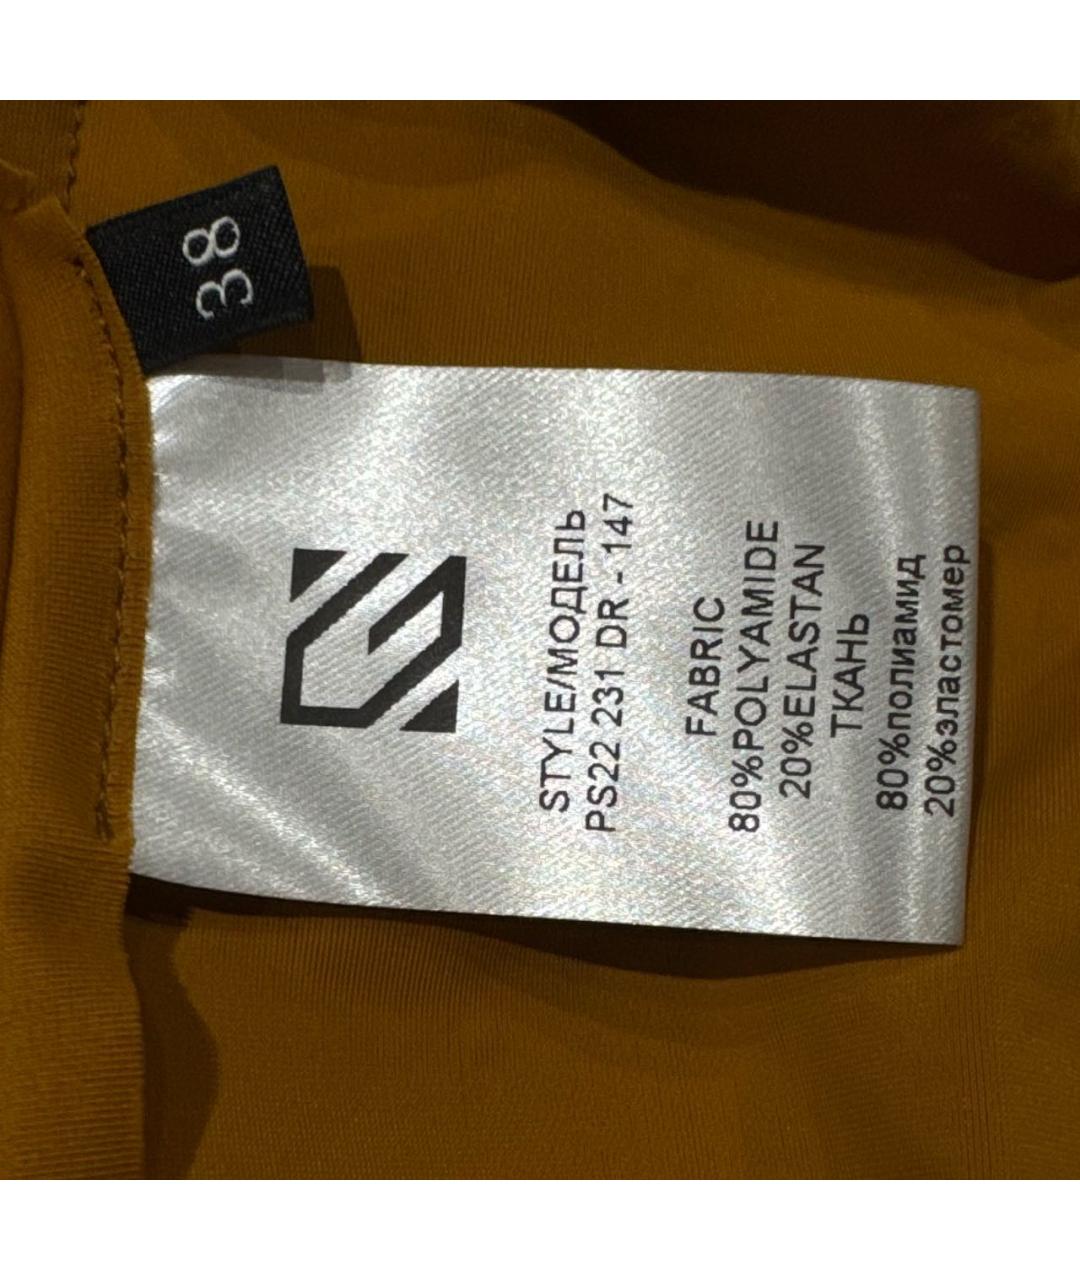 38
STYLE/МОДЕЛЬ
PS22 231 DR - 147
FABRIC
80%POLYAMIDE
20%ELASTAN
ТКАНЬ
80%полиамид
20%эластомер